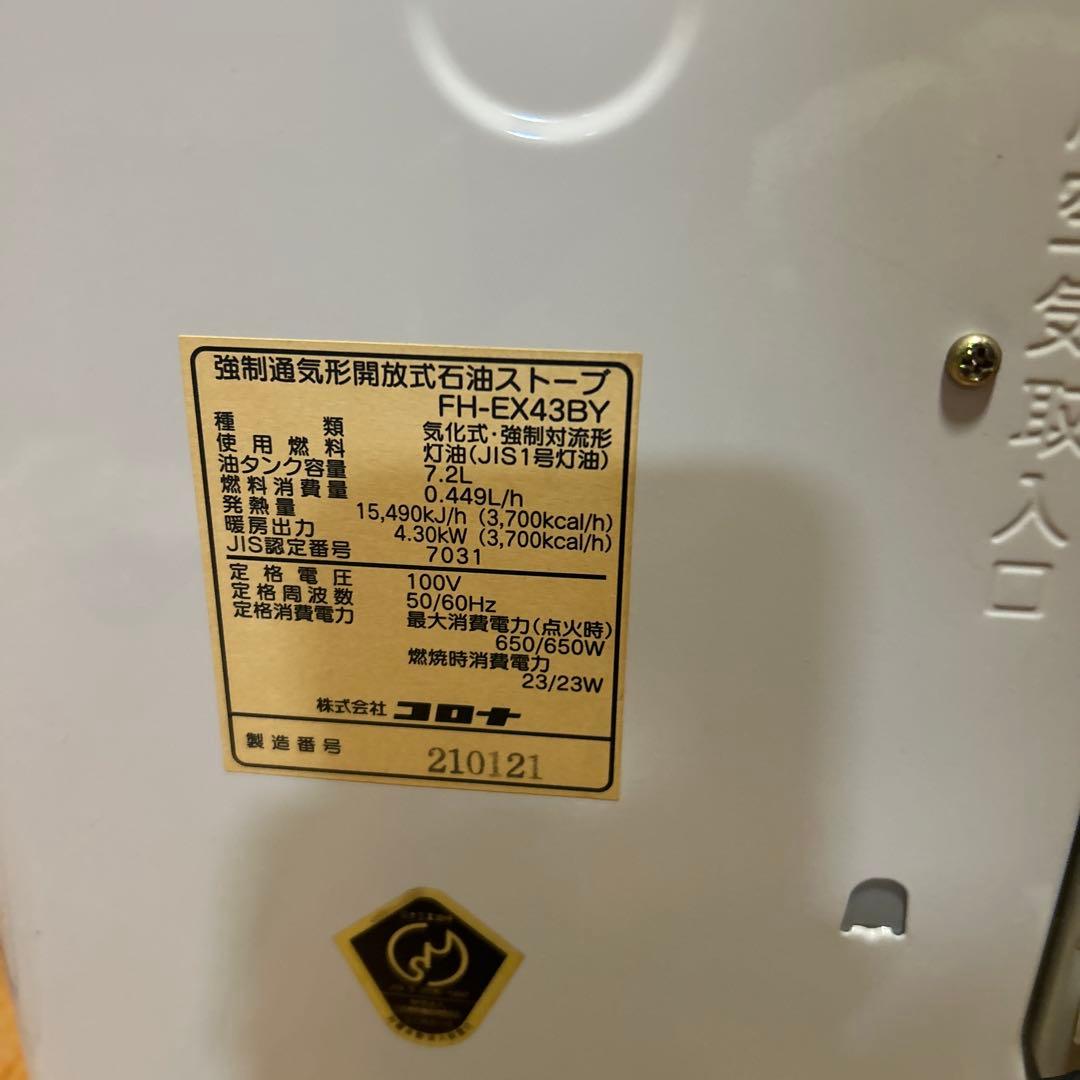 強制通気形開放式石油ストーブ
FH-EX43BY
種類 気化式・強制対流形
使用燃料 灯油(JIS1号灯油)
油タンク容量 7.2L
燃料消費量 0.449L/h
発熱量 15,490kJ/h (3,700kcal/h)
暖房出力 4.30kW (3,700kcal/h)
JIS認定番号 7031
定格電圧 100V
定格周波数 50/60Hz
定格消費電力 最大消費電力(点火時)
650/650W
燃焼時消費電力
23/23W
株式会社 コロナ
製造番号 210121
空気取入口